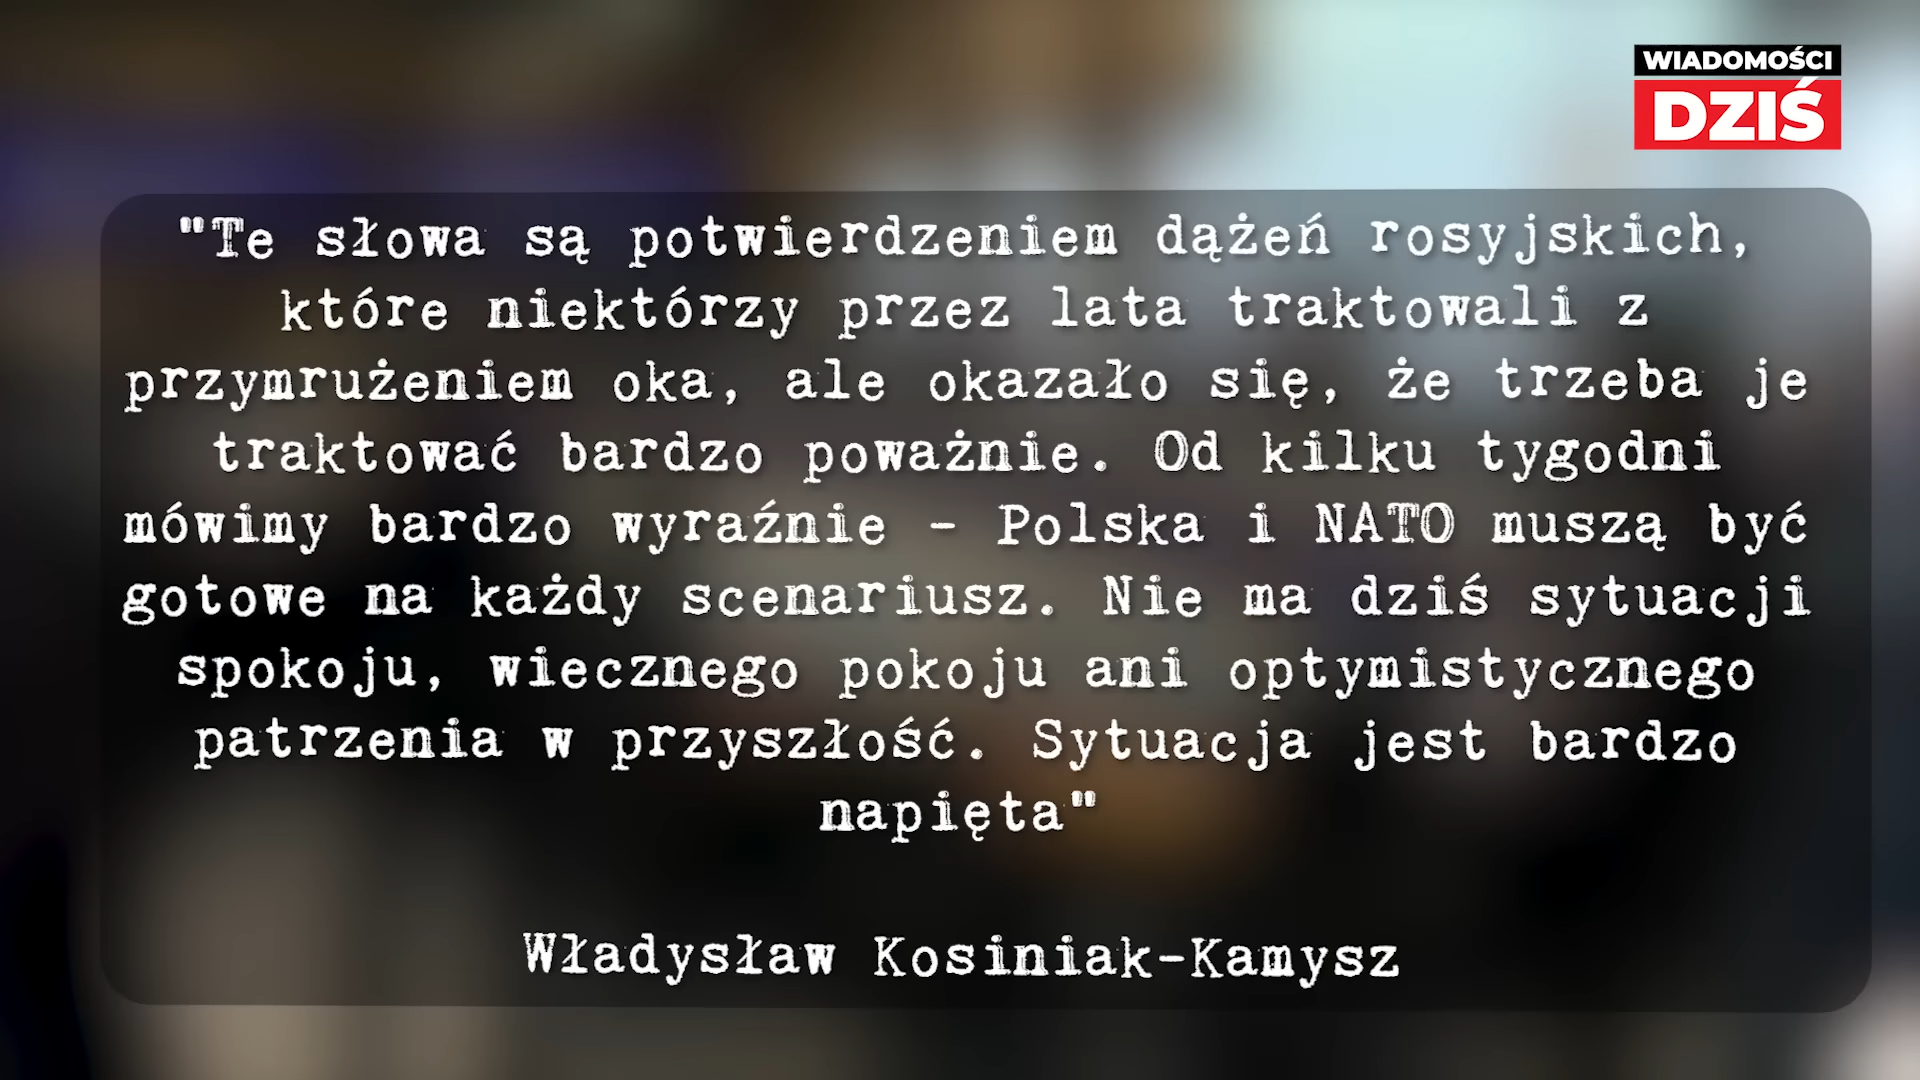 WIADOMOŚCI
DZIŚ
"Te słowa są potwierdzeniem dążeń rosyjskich,
które niektórzy przez lata traktowali z
przymrużeniem oka, ale okazało się, że trzeba je
traktować bardzo poważnie. Od kilku tygodni
mówimy bardzo wyraźnie - Polska i NATO muszą być
gotowe na każdy scenariusz. Nie ma dziś sytuacji
spokoju, wiecznego pokoju ani optymistycznego
patrzenia w przyszłość. Sytuacja jest bardzo
napięta"
Władysław Kosiniak-Kamysz